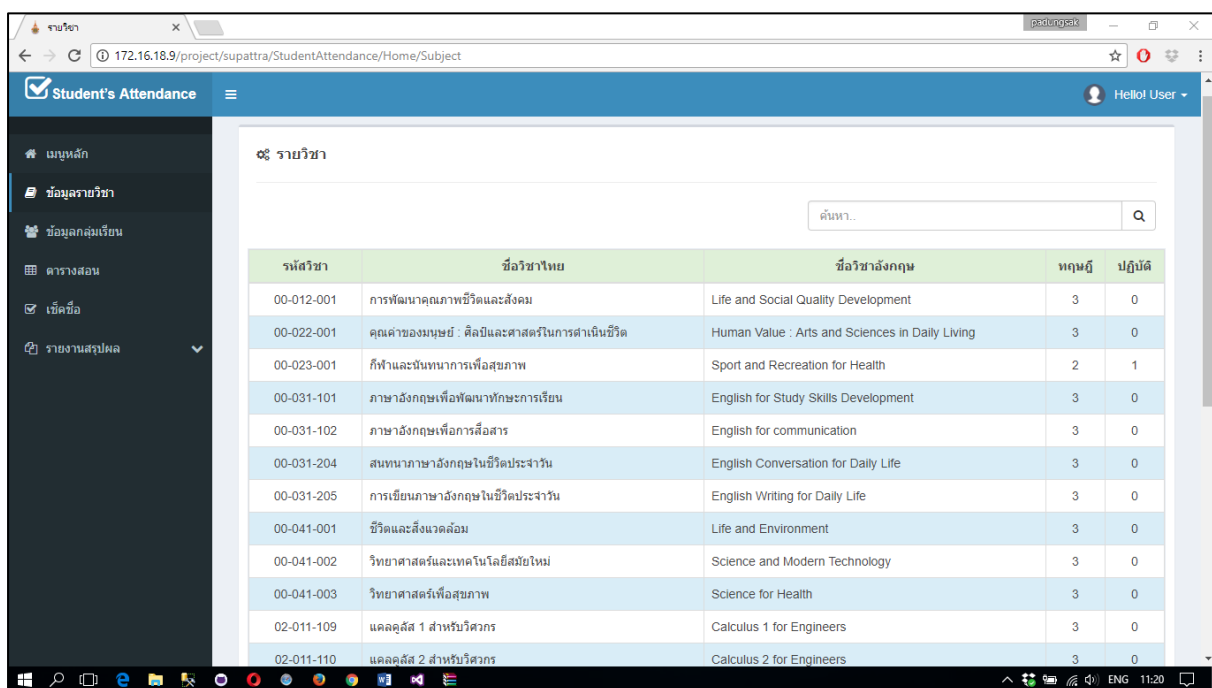 รายวิชา
padungsak
172.16.18.9/project/supattra/StudentAttendance/Home/Subject
Student's Attendance
Hello! User
เมนูหลัก
ข้อมูลรายวิชา
ข้อมูลกลุ่มเรียน
ตารางสอน
เช็คชื่อ
รายงานสรุปผล
รายวิชา
ค้นหา..
รหัสวิชา ชื่อวิชาไทย ชื่อวิชาอังกฤษ ทฤษฎี ปฏิบัติ
00-012-001 การพัฒนาคุณภาพชีวิตและสังคม Life and Social Quality Development 3 0
00-022-001 คุณค่าของมนุษย์ : ศิลป์และศาสตร์ในการดำเนินชีวิต Human Value : Arts and Sciences in Daily Living 3 0
00-023-001 กีฬาและนันทนาการเพื่อสุขภาพ Sport and Recreation for Health 2 1
00-031-101 ภาษาอังกฤษเพื่อพัฒนาทักษะการเรียน English for Study Skills Development 3 0
00-031-102 ภาษาอังกฤษเพื่อการสื่อสาร English for communication 3 0
00-031-204 สนทนาภาษาอังกฤษในชีวิตประจำวัน English Conversation for Daily Life 3 0
00-031-205 การเขียนภาษาอังกฤษในชีวิตประจำวัน English Writing for Daily Life 3 0
00-041-001 ชีวิตและสิ่งแวดล้อม Life and Environment 3 0
00-041-002 วิทยาศาสตร์และเทคโนโลยีสมัยใหม่ Science and Modern Technology 3 0
00-041-003 วิทยาศาสตร์เพื่อสุขภาพ Science for Health 3 0
02-011-109 แคลคูลัส 1 สำหรับวิศวกร Calculus 1 for Engineers 3 0
02-011-110 แคลคูลัส 2 สำหรับวิศวกร Calculus 2 for Engineers 3 0
ENG 11:20